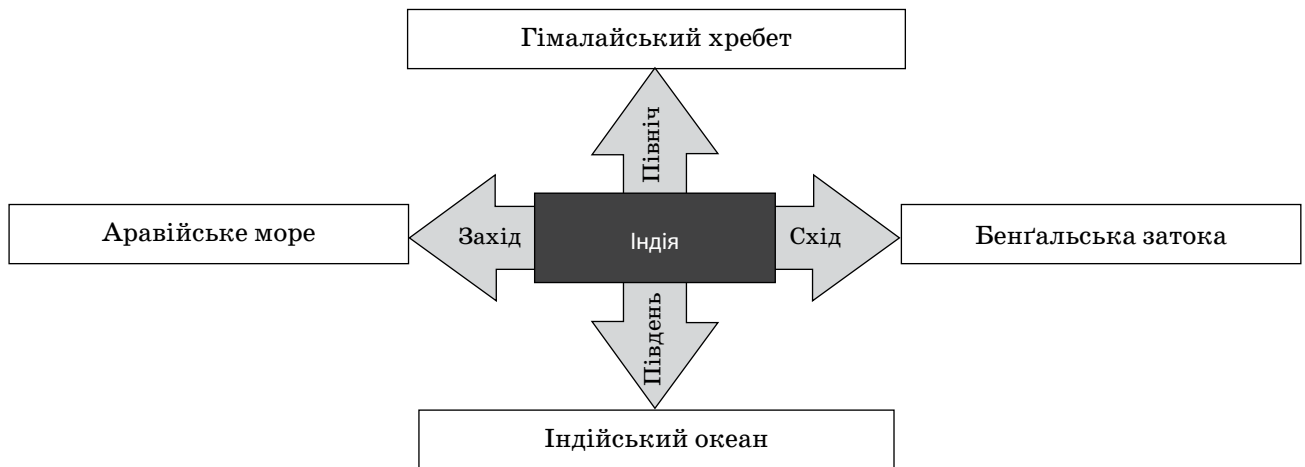 Гімалайський хребет
Північ
Аравійське море
Захід
Індія
Схід
Бенґальська затока
Південь
Індійський океан